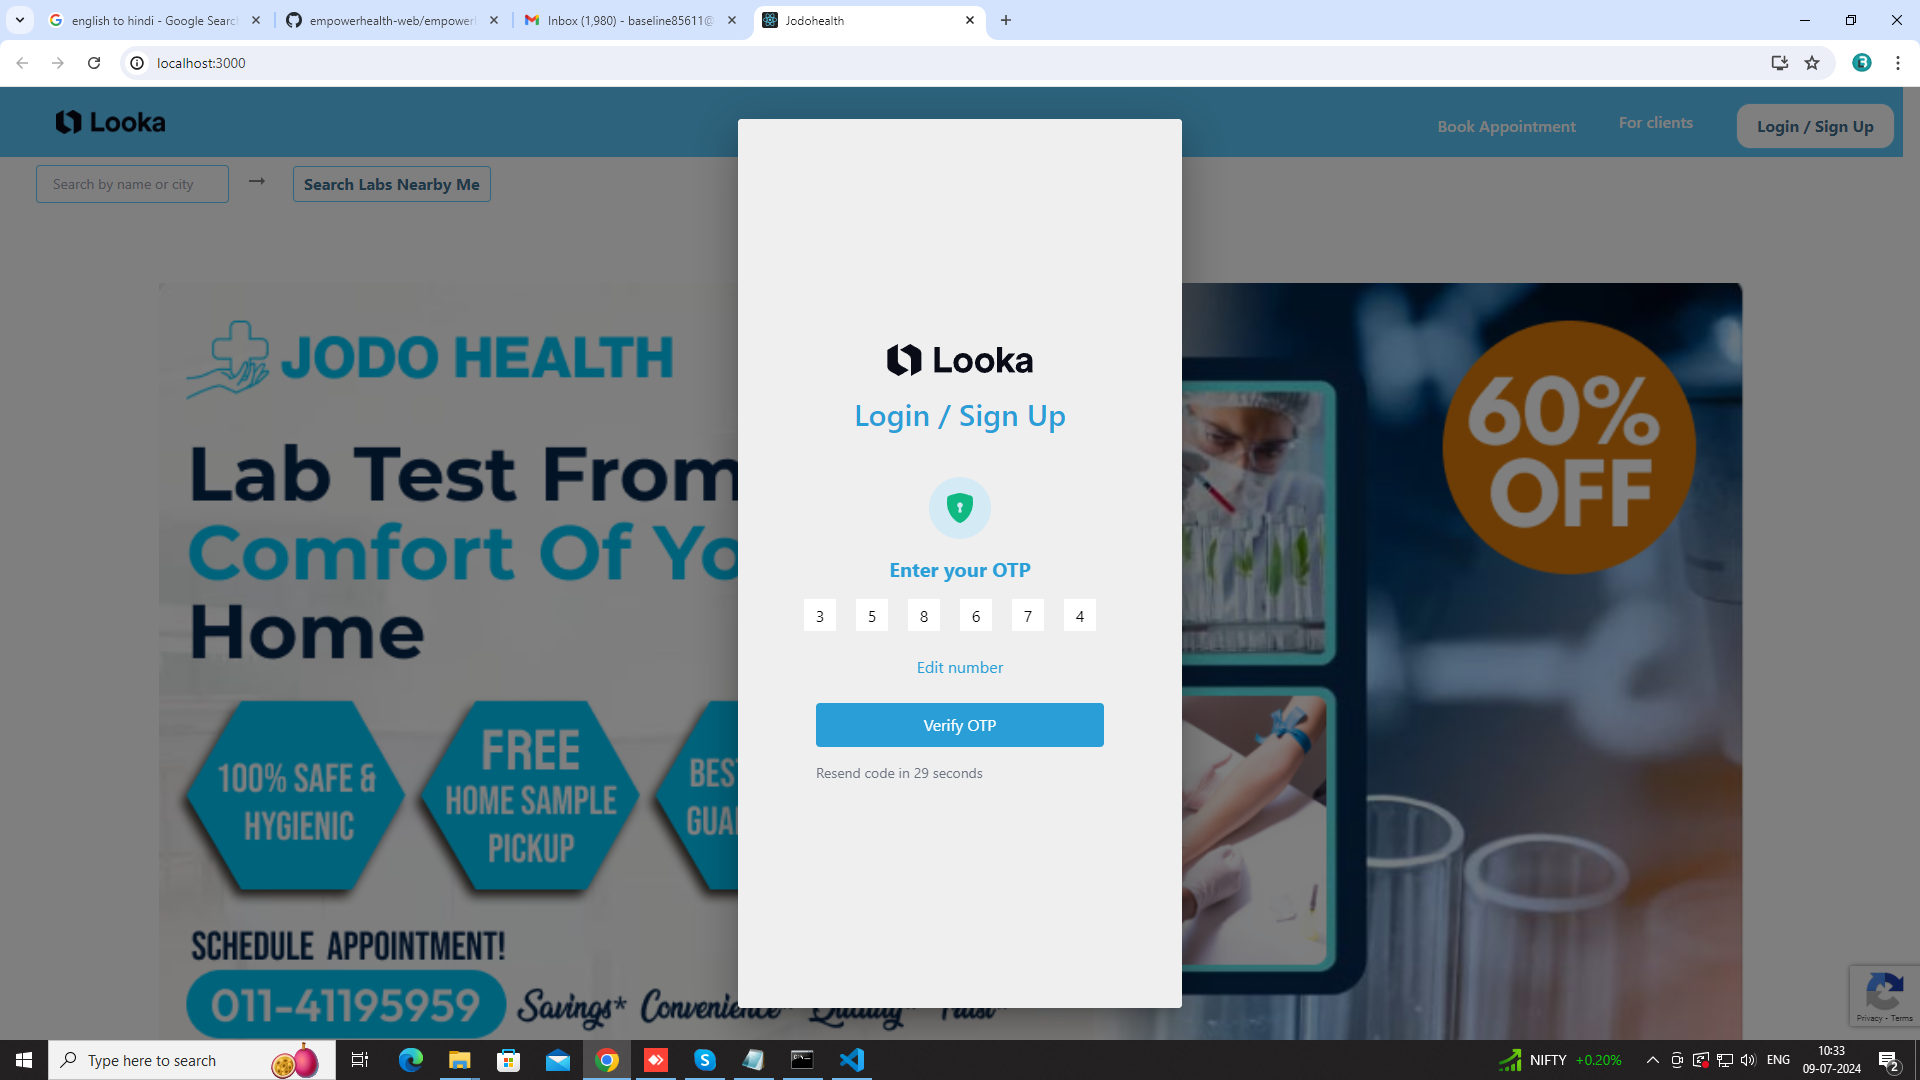 english to hindi - Google Search
empowerhealth-web/empowerh
Inbox (1,980) - baseline85611@
Jodohealth
localhost:3000
Looka
Book Appointment
For clients
Login / Sign Up
Search by name or city
Search Labs Nearby Me
JODO HEALTH
Lab Test From
Comfort Of Yo
Home
100% SAFE &
HYGIENIC
FREE
HOME SAMPLE
PICKUP
BES
GUA
SCHEDULE APPOINTMENT!
011-41195959
Savings* Convenience* Quality* Trust*
60%
OFF
Looka
Login / Sign Up
Enter your OTP
3 5 8 6 7 4
Edit number
Verify OTP
Resend code in 29 seconds
Privacy - Terms
Type here to search
NIFTY +0.20%
ENG
10:33
09-07-2024
2